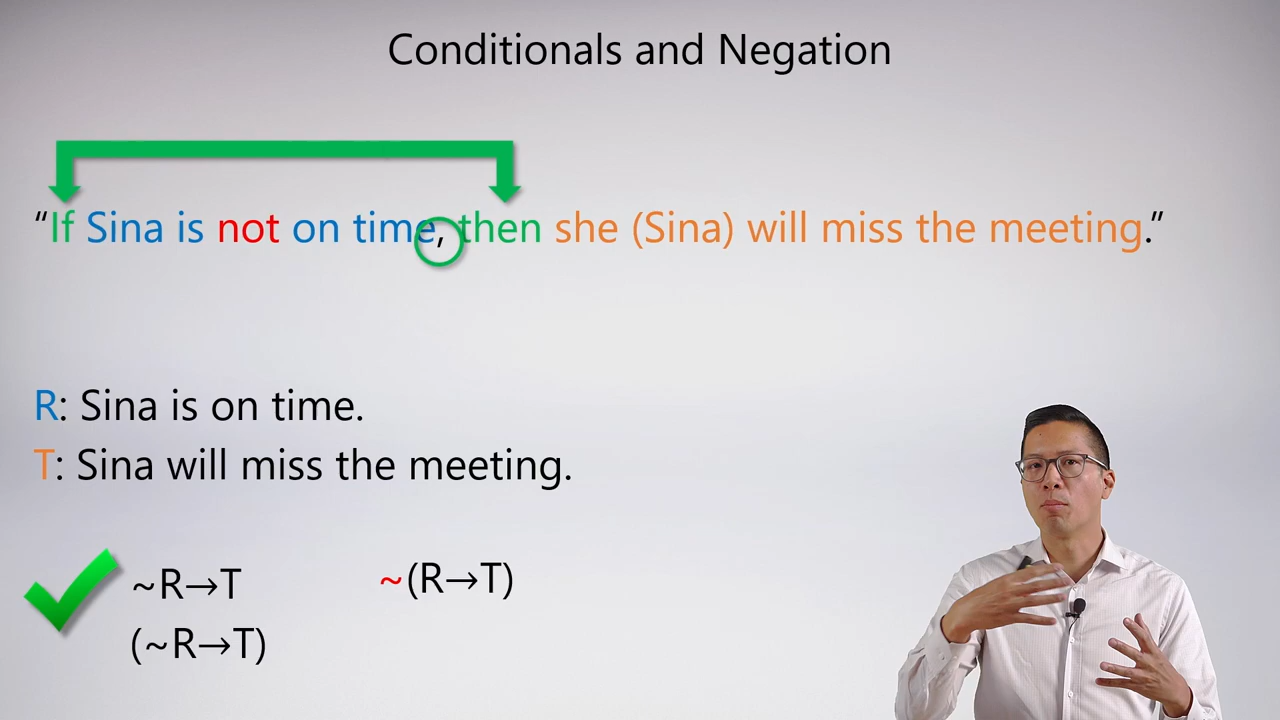 Conditionals and Negation
“If Sina is not on time, then she (Sina) will miss the meeting.”
R: Sina is on time.
T: Sina will miss the meeting.
~R→T ~(R→T)
(~R→T)